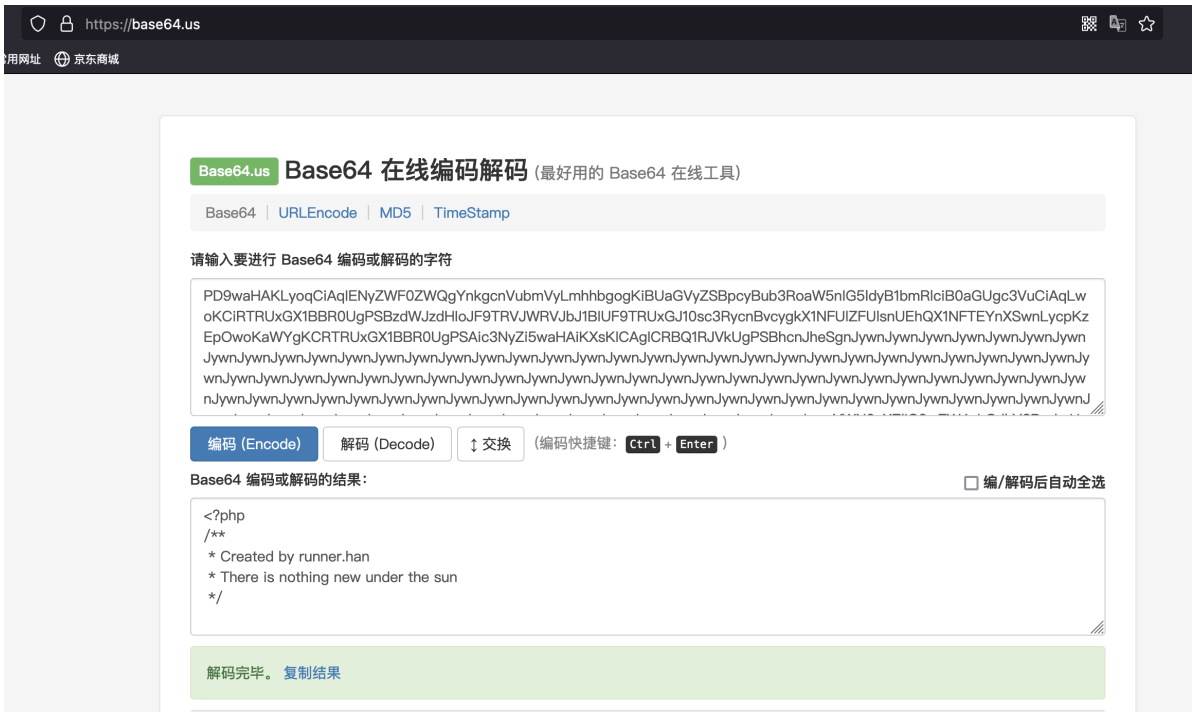 https://base64.us
用网址 京东商城
Base64.us Base64 在线编码解码 (最好用的 Base64 在线工具)
Base64 | URLEncode | MD5 | TimeStamp
请输入要进行 Base64 编码或解码的字符
PD9waHAKLyoqCiAqIENyZWF0ZWQgYnkgcnVubmVyLmhhbgogKiBUaGVyZSBpcyBub3RoaW5nIG5ldyB1bmRlciB0aGUgc3VuCiAqLw
oKCiRTRUxGX1BBR0UgPSBzdWJzdHIoJF9TRVJWRVJbJ1BIUF9TRUxGJ10sc3RycnBvcygkX1NFUlZFUlsnUEhQX1NFTEYnXSwnLycpKz
EpOwoKaWYgKCRTRUxGX1BBR0UgPSAic3NyZi5waHAiKXsKICAgICRBQ1RJVkUgPSBhcnJheSgnJywnJywnJywnJywnJywnJywnJywn
JywnJywnJywnJywnJywnJywnJywnJywnJywnJywnJywnJywnJywnJywnJywnJywnJywnJywnJywnJywnJywnJywnJywnJywnJywnJy
wnJywnJywnJywnJywnJywnJywnJywnJywnJywnJywnJywnJywnJywnJywnJywnJywnJywnJywnJywnJywnJywnJywnJywnJywnJyw
nJywnJywnJywnJywnJywnJywnJywnJywnJywnJywnJywnJywnJywnJywnJywnJywnJywnJywnJywnJywnJywnJywnJywnJywnJywnJ
编码 (Encode) 解码 (Decode) ↕ 交换 (编码快捷键: Ctrl + Enter )
Base64 编码或解码的结果:
编/解码后自动全选
<?php
/**
 * Created by runner.han
 * There is nothing new under the sun
 */
解码完毕。 复制结果